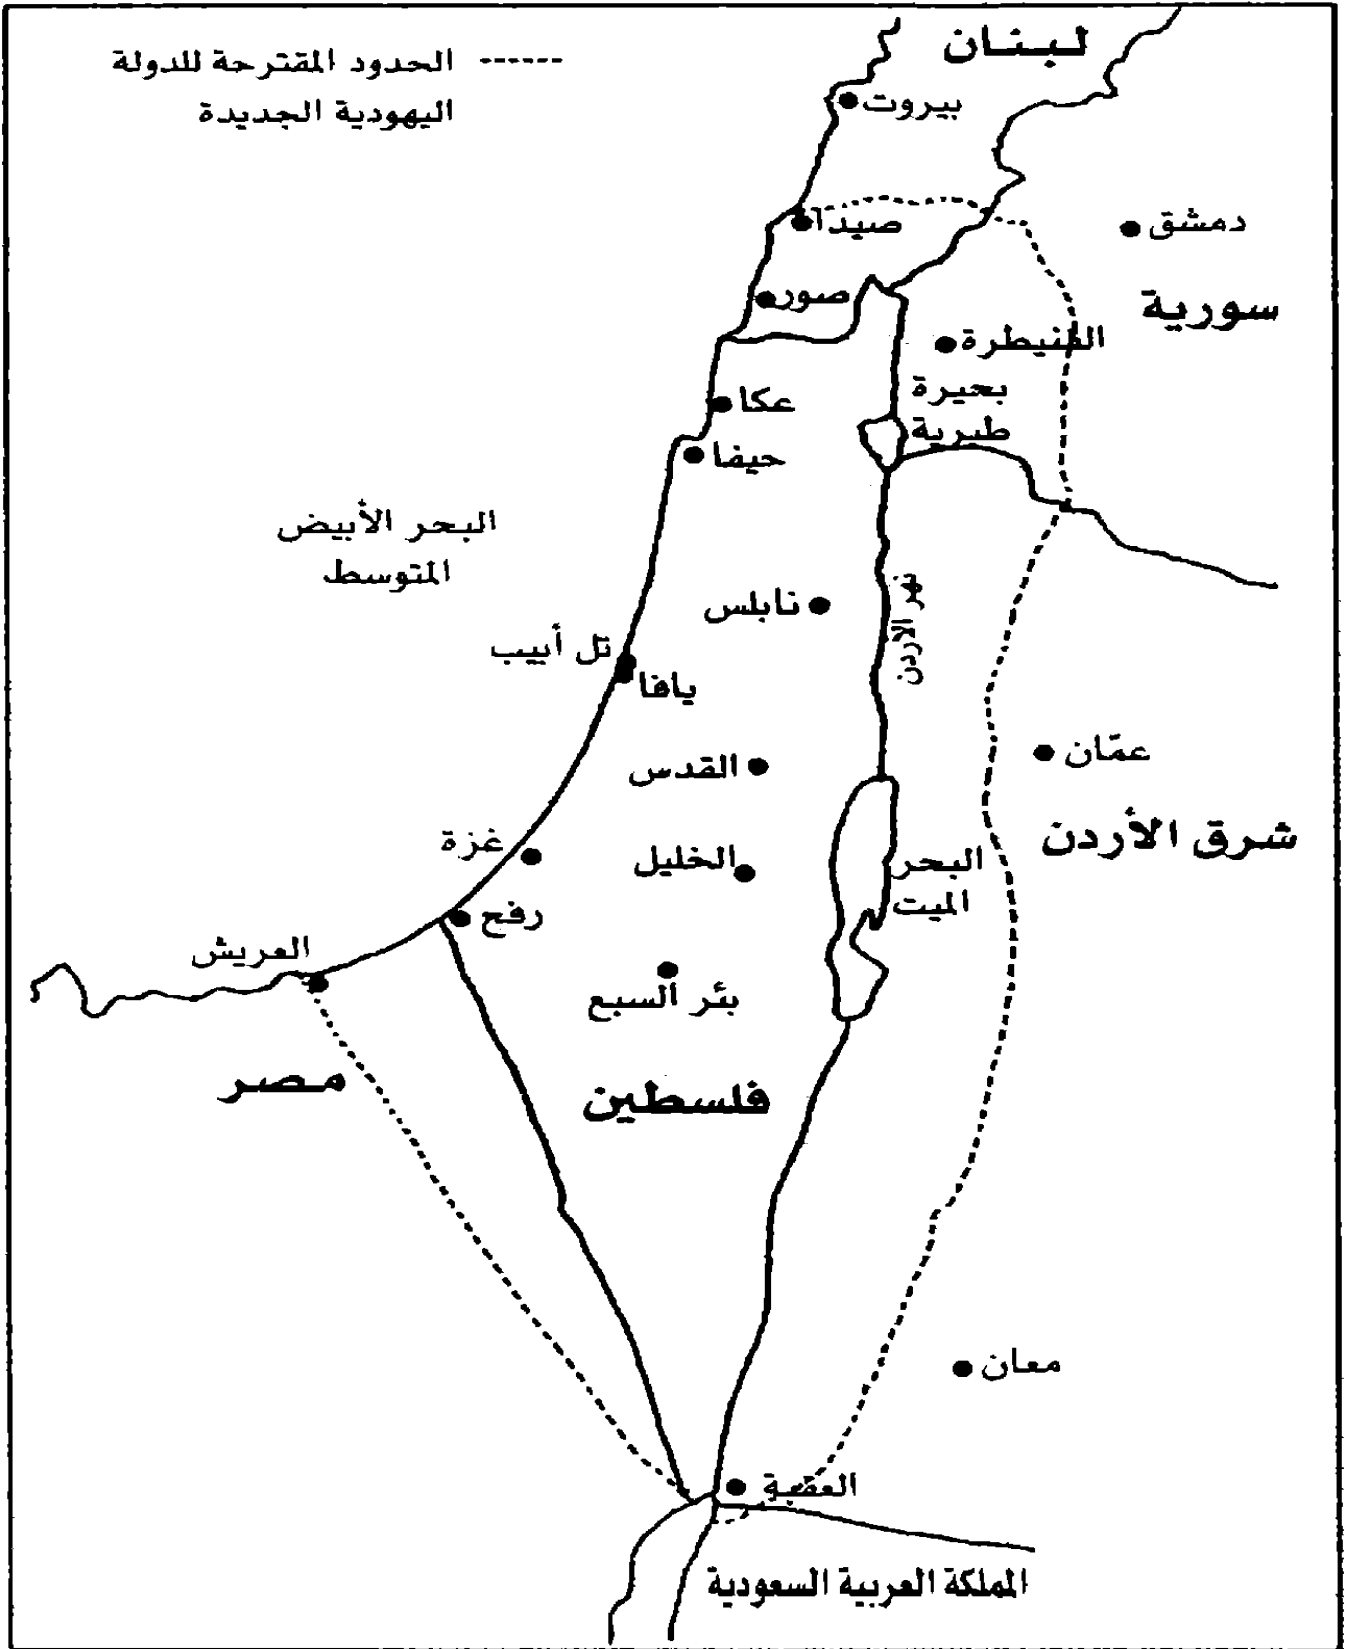 الحدود المقترحة للدولة
اليهودية الجديدة
لبنان
بيروت
صيدا
دمشق
صور
سورية
القنيطرة
بحيرة
طبرية
عكا
حيفا
البحر الأبيض
المتوسط
نابلس
نهر الاردن
تل أبيب
يافا
عمّان
القدس
شرق الأردن
غزة
الخليل
البحر
الميت
رفح
العريش
بئر السبع
مصر
فلسطين
معان
العقبة
المملكة العربية السعودية